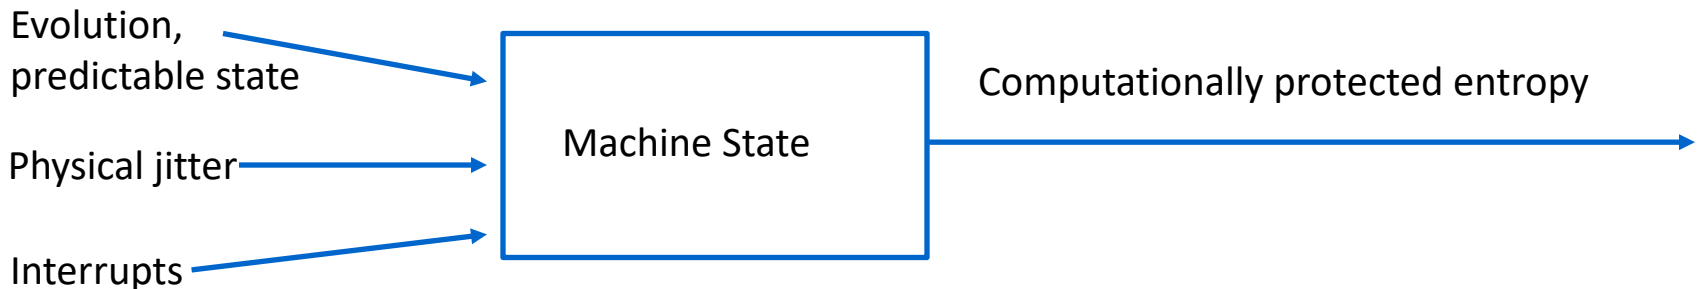 Evolution,
predictable state
Physical jitter
Interrupts
Machine State
Computationally protected entropy